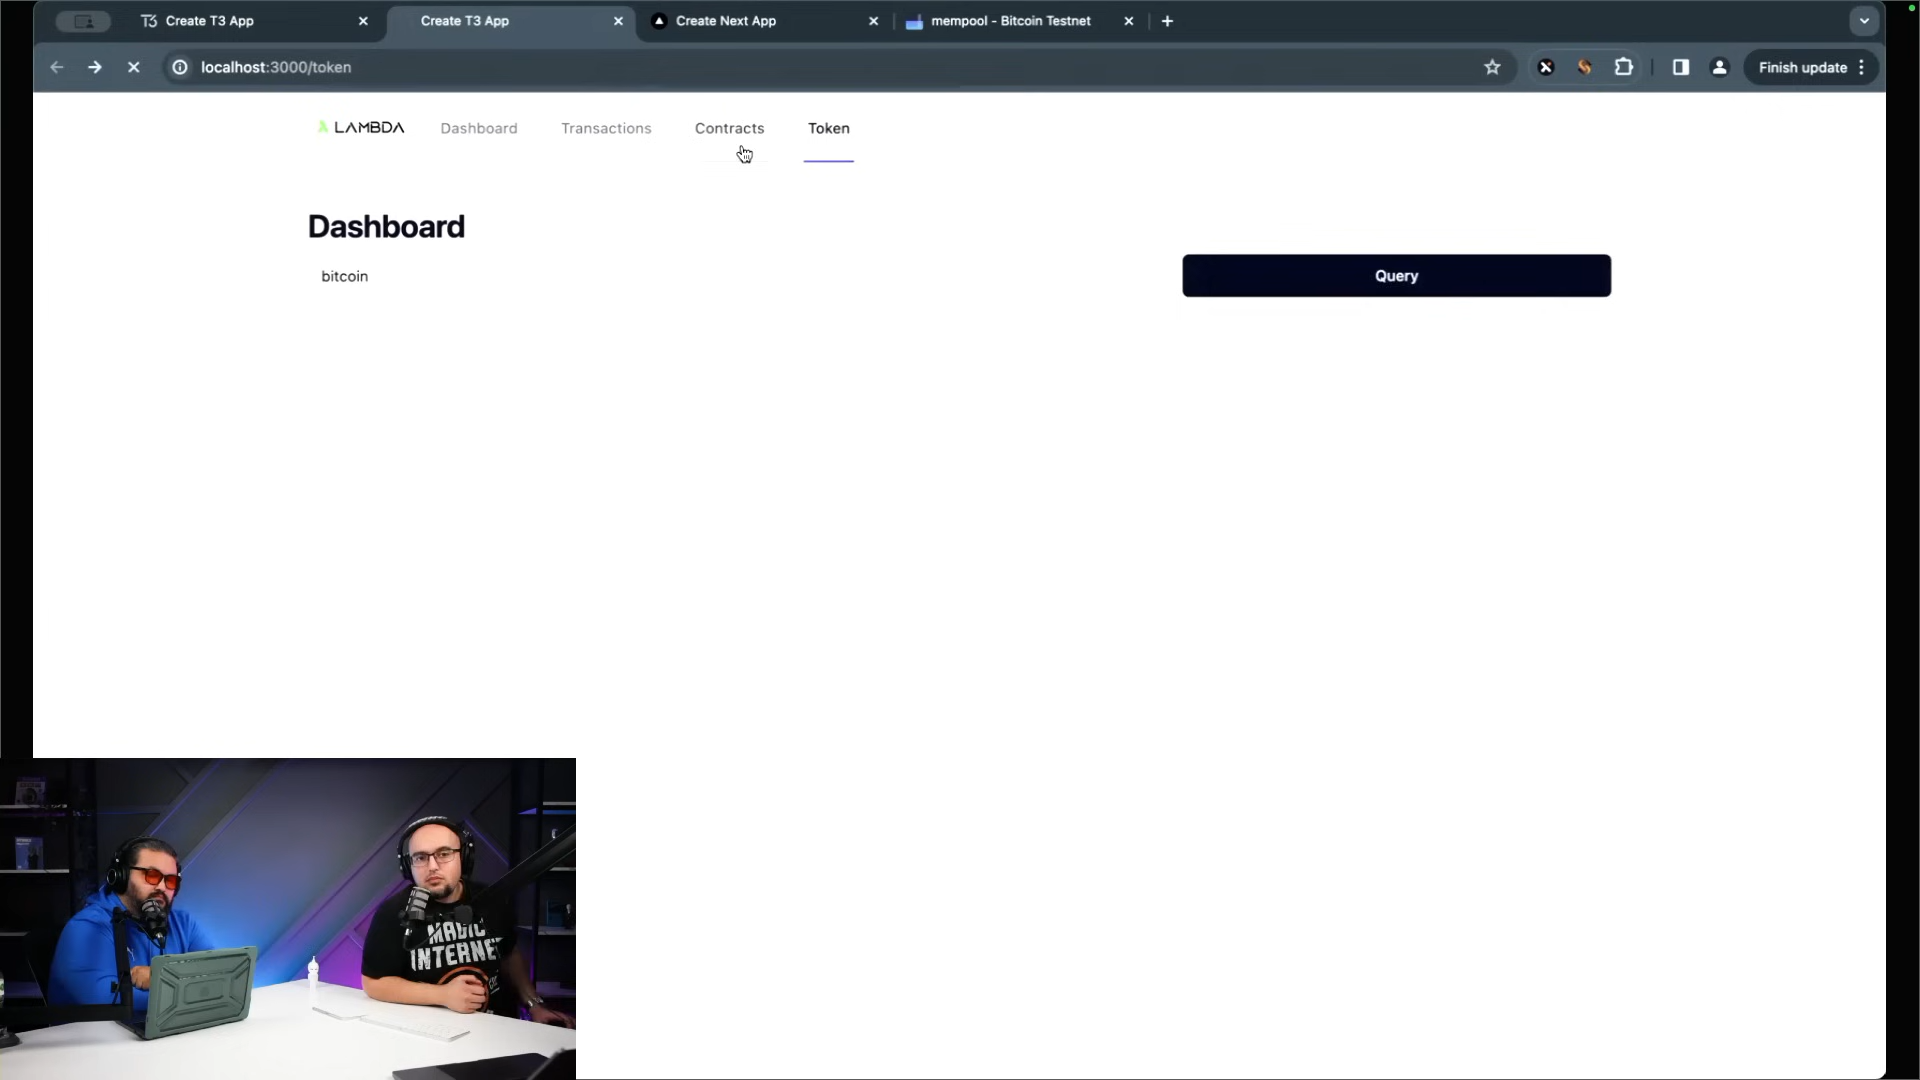 Create T3 App
Create T3 App
Create Next App
mempool - Bitcoin Testnet
localhost:3000/token
Finish update
LAMBDA
Dashboard
Transactions
Contracts
Token
Dashboard
bitcoin
Query
MAGIC
INTERNET